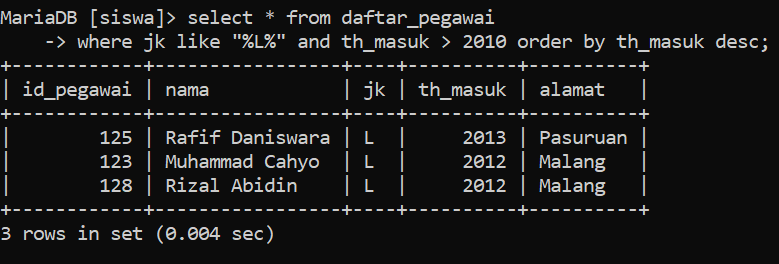 MariaDB [siswa]> select * from daftar_pegawai
    -> where jk like "%L%" and th_masuk > 2010 order by th_masuk desc;
+------------+-----------------+----+----------+----------+
| id_pegawai | nama            | jk | th_masuk | alamat   |
+------------+-----------------+----+----------+----------+
|        125 | Rafif Daniswara | L  |     2013 | Pasuruan |
|        123 | Muhammad Cahyo  | L  |     2012 | Malang   |
|        128 | Rizal Abidin    | L  |     2012 | Malang   |
+------------+-----------------+----+----------+----------+
3 rows in set (0.004 sec)